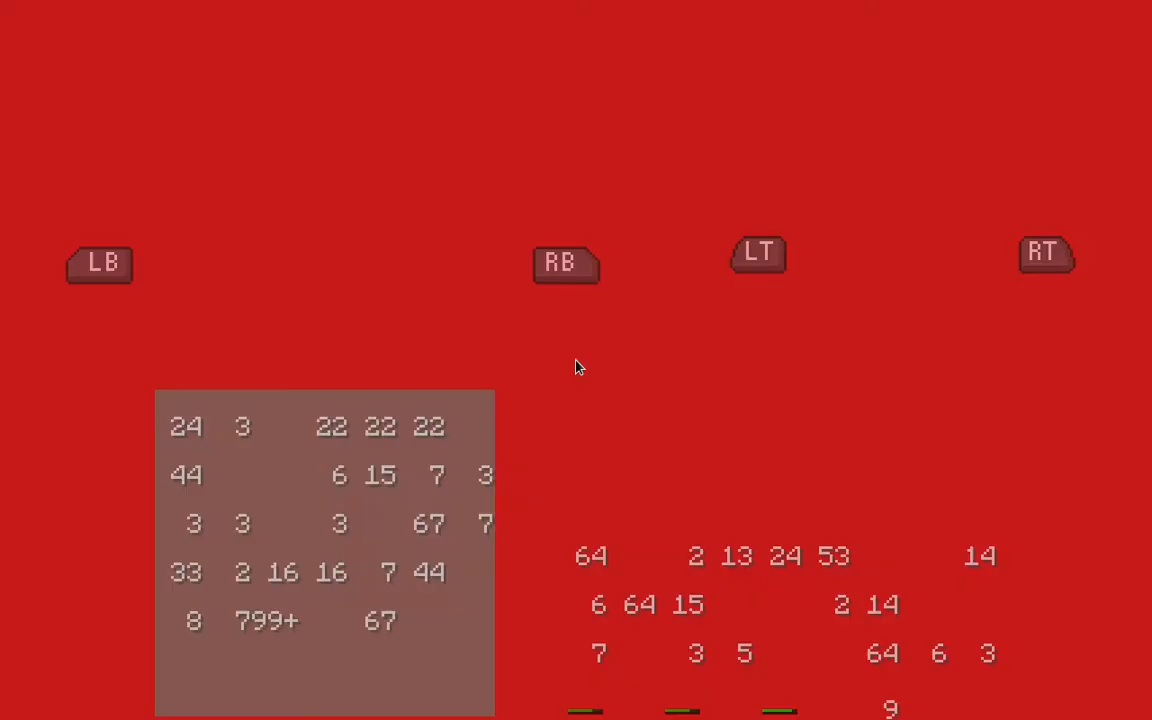 LB RB LT RT
24 3 22 22 22
44 6 15 7 3
3 3 3 67 7
33 2 16 16 7 44
8 799+ 67
64 2 13 24 53 14
6 64 15 2 14
7 3 5 64 6 3
9